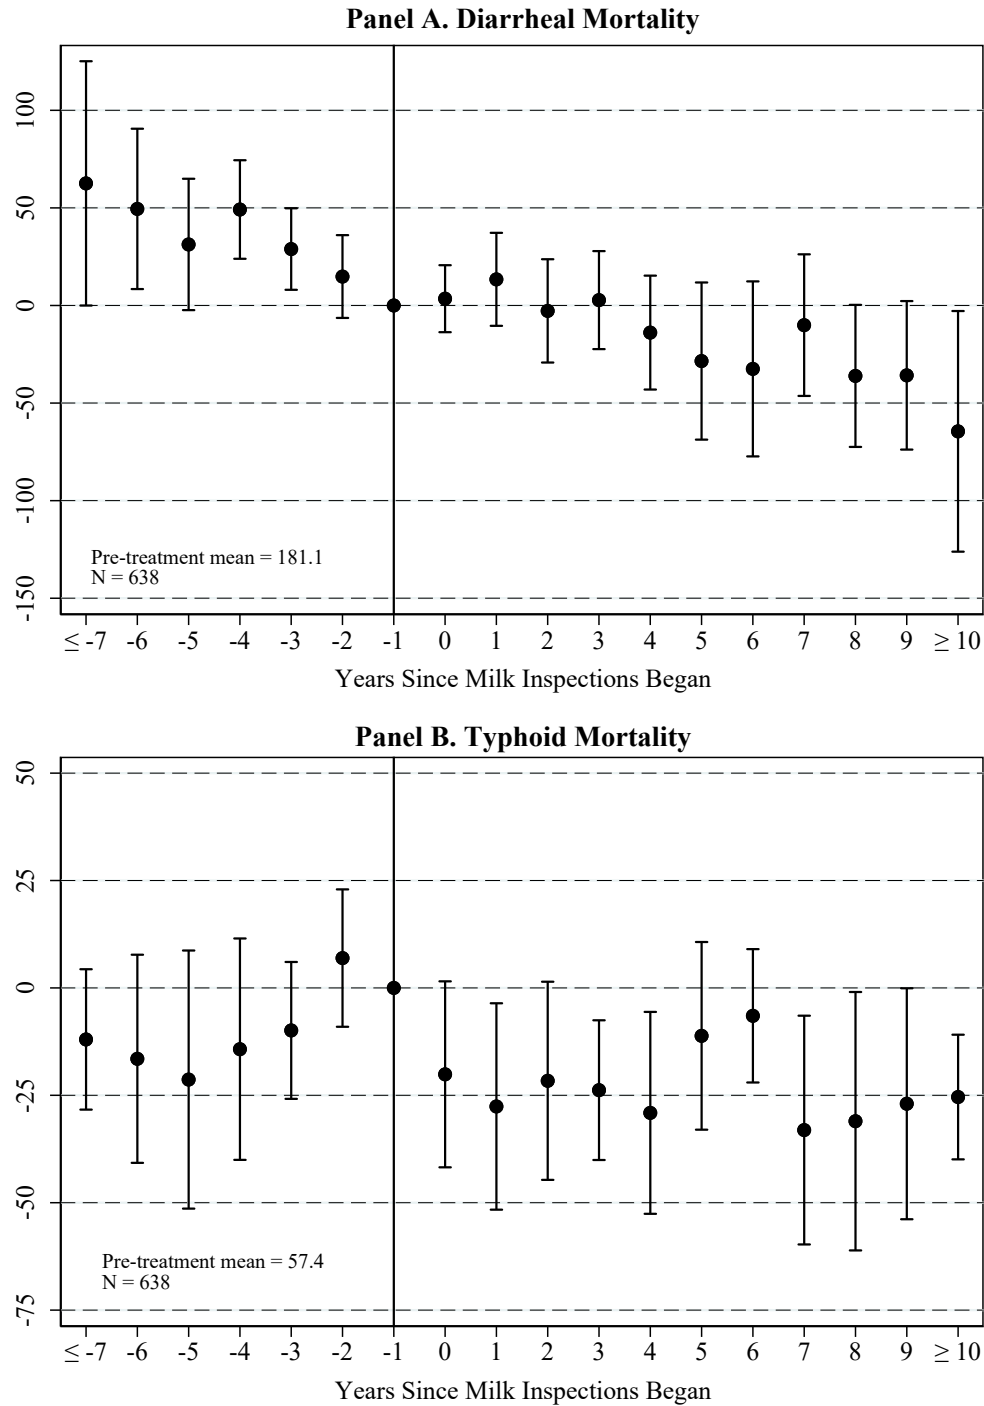 Panel A. Diarrheal Mortality
100
50
0
-50
-100
-150
Pre-treatment mean = 181.1
N = 638
≤ -7 -6 -5 -4 -3 -2 -1 0 1 2 3 4 5 6 7 8 9 ≥ 10
Years Since Milk Inspections Began
Panel B. Typhoid Mortality
50
25
0
-25
-50
-75
Pre-treatment mean = 57.4
N = 638
≤ -7 -6 -5 -4 -3 -2 -1 0 1 2 3 4 5 6 7 8 9 ≥ 10
Years Since Milk Inspections Began